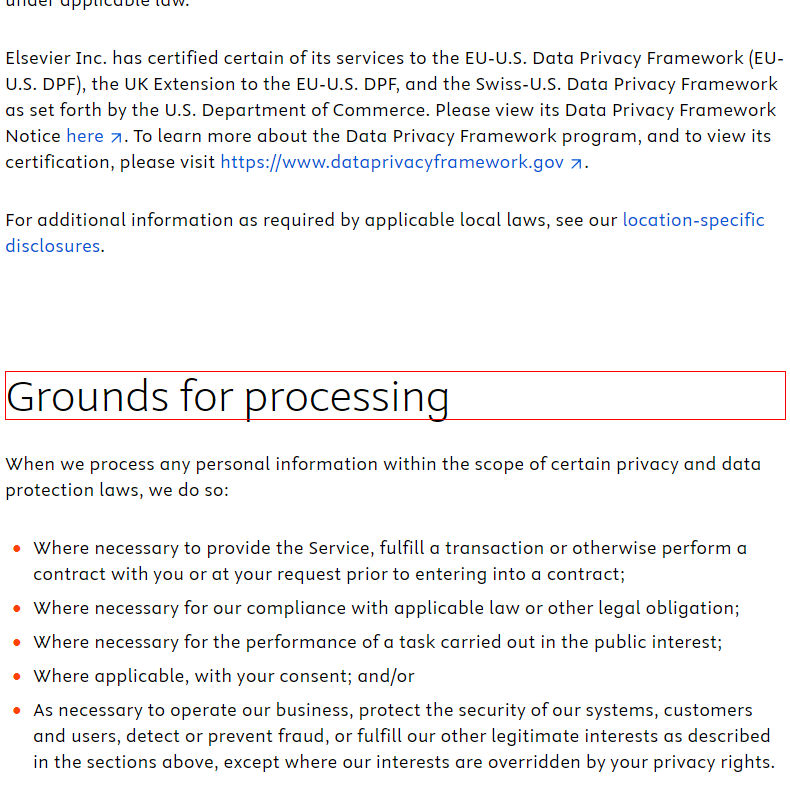 under applicable law.
Elsevier Inc. has certified certain of its services to the EU-U.S. Data Privacy Framework (EU-
U.S. DPF), the UK Extension to the EU-U.S. DPF, and the Swiss-U.S. Data Privacy Framework
as set forth by the U.S. Department of Commerce. Please view its Data Privacy Framework
Notice here ↗. To learn more about the Data Privacy Framework program, and to view its
certification, please visit https://www.dataprivacyframework.gov ↗.
For additional information as required by applicable local laws, see our location-specific
disclosures.
Grounds for processing
When we process any personal information within the scope of certain privacy and data
protection laws, we do so:
• Where necessary to provide the Service, fulfill a transaction or otherwise perform a
contract with you or at your request prior to entering into a contract;
• Where necessary for our compliance with applicable law or other legal obligation;
• Where necessary for the performance of a task carried out in the public interest;
• Where applicable, with your consent; and/or
• As necessary to operate our business, protect the security of our systems, customers
and users, detect or prevent fraud, or fulfill our other legitimate interests as described
in the sections above, except where our interests are overridden by your privacy rights.